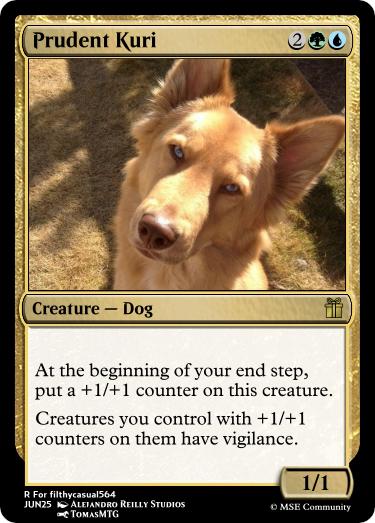 Prudent Kuri 2
Creature — Dog
At the beginning of your end step,
put a +1/+1 counter on this creature.
Creatures you control with +1/+1
counters on them have vigilance.
1/1
R For filthycasual564
JUN25 Alejandro Reilly Studios
TomasMTG
© MSE Community